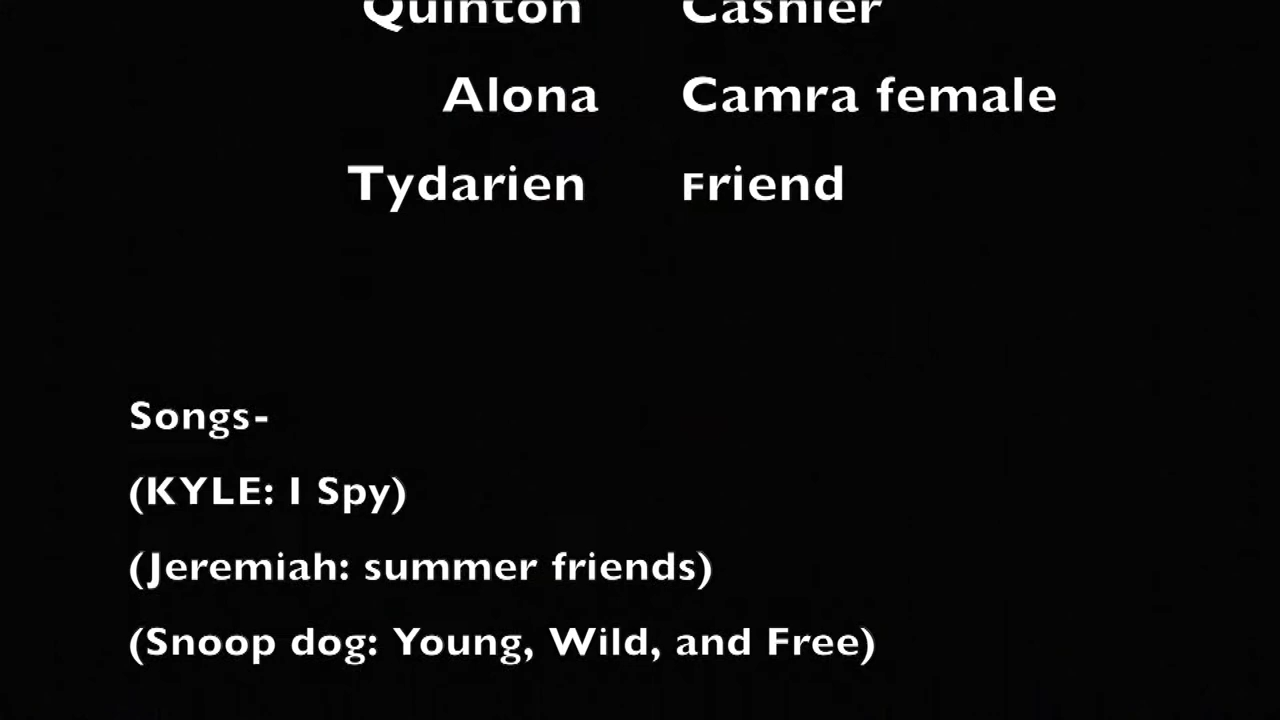 Quinton Cashier
Alona Camra female
Tydarien Friend
Songs-
(KYLE: I Spy)
(Jeremiah: summer friends)
(Snoop dog: Young, Wild, and Free)